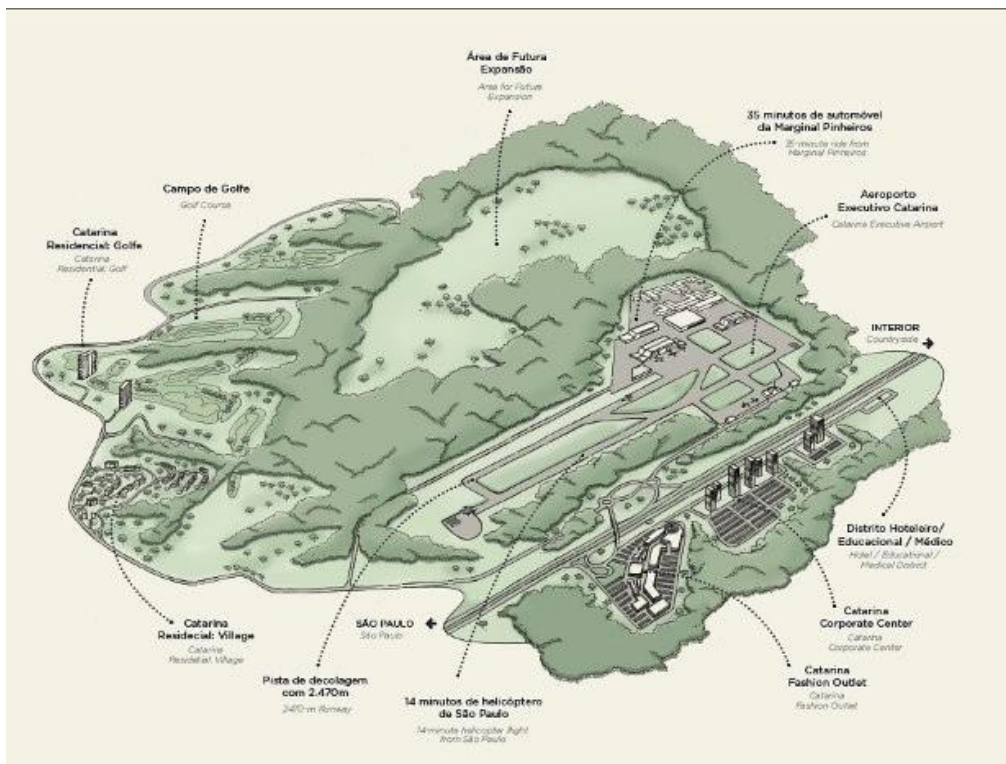 Área de Futura
Expansão
Area for Future
Expansion
35 minutos de automóvel
da Marginal Pinheiros
35-minute ride from
Marginal Pinheiros
Campo de Golfe
Golf Course
Aeroporto
Executivo Catarina
Catarina Executive Airport
Catarina
Residencial: Golfe
Catarina
Residential: Golf
INTERIOR
Countryside
Distrito Hoteleiro/
Educacional / Médico
Hotel / Educational /
Medical District
Catarina
Corporate Center
Catarina
Corporate Center
SÃO PAULO
São Paulo
Catarina
Residecial: Village
Catarina
Residetial: Village
Catarina
Fashion Outlet
Catarina
Fashion Outlet
Pista de decolagem
com 2.470m
2470-m Runway
14 minutos de helicóptero
de São Paulo
14-minute helicopter flight
from São Paulo